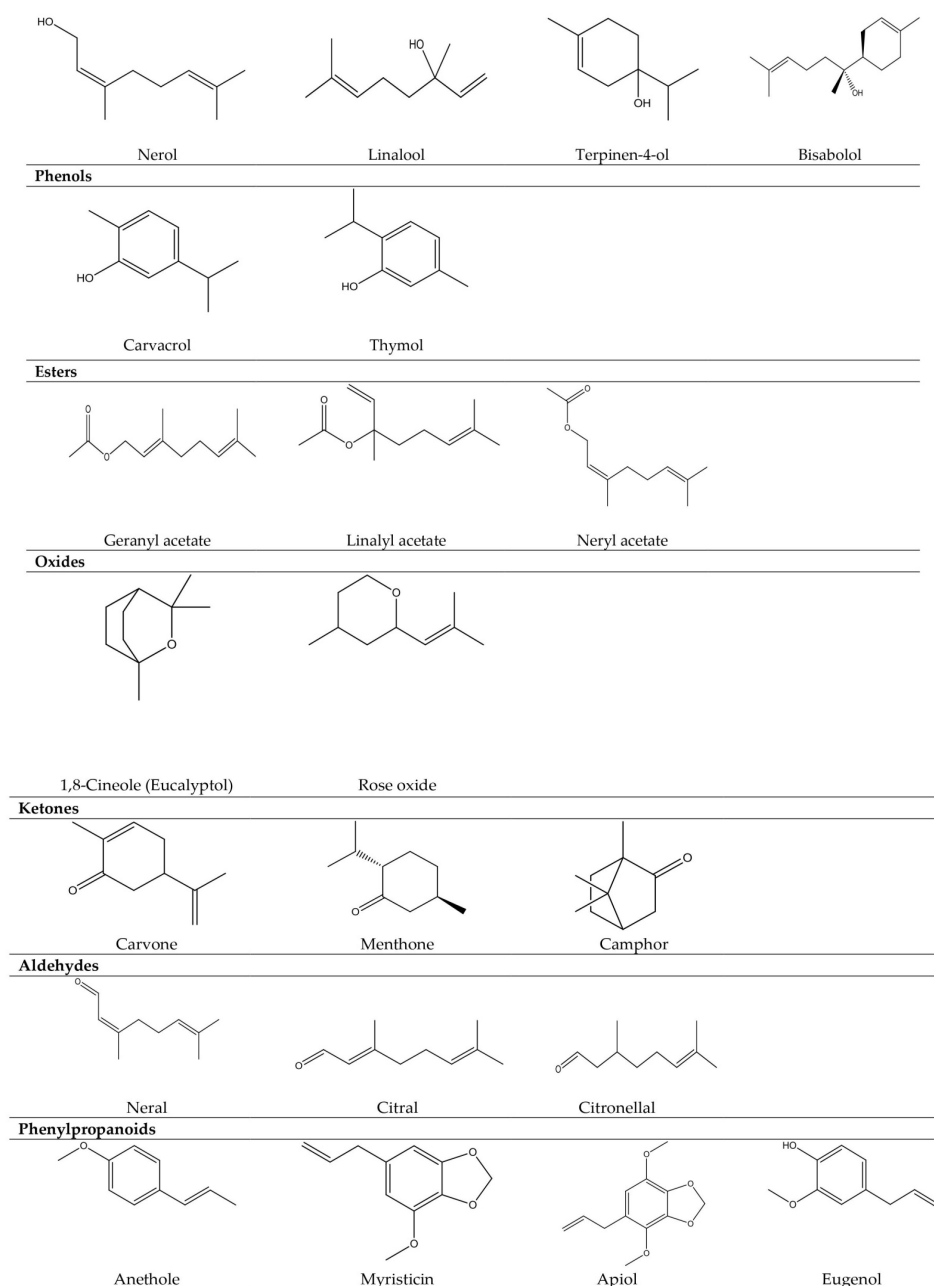 HO
HO
OH
OH
Nerol Linalool Terpinen-4-ol Bisabolol
Phenols
HO
HO
Carvacrol Thymol
Esters
O
O
O
O
O
O
Geranyl acetate Linalyl acetate Neryl acetate
Oxides
O
O
1,8-Cineole (Eucalyptol) Rose oxide
Ketones
O
O
O
Carvone Menthone Camphor
Aldehydes
O
O
O
Neral Citral Citronellal
Phenylpropanoids
O
O
O
O
O
O
O
O
HO
O
Anethole Myristicin Apiol Eugenol